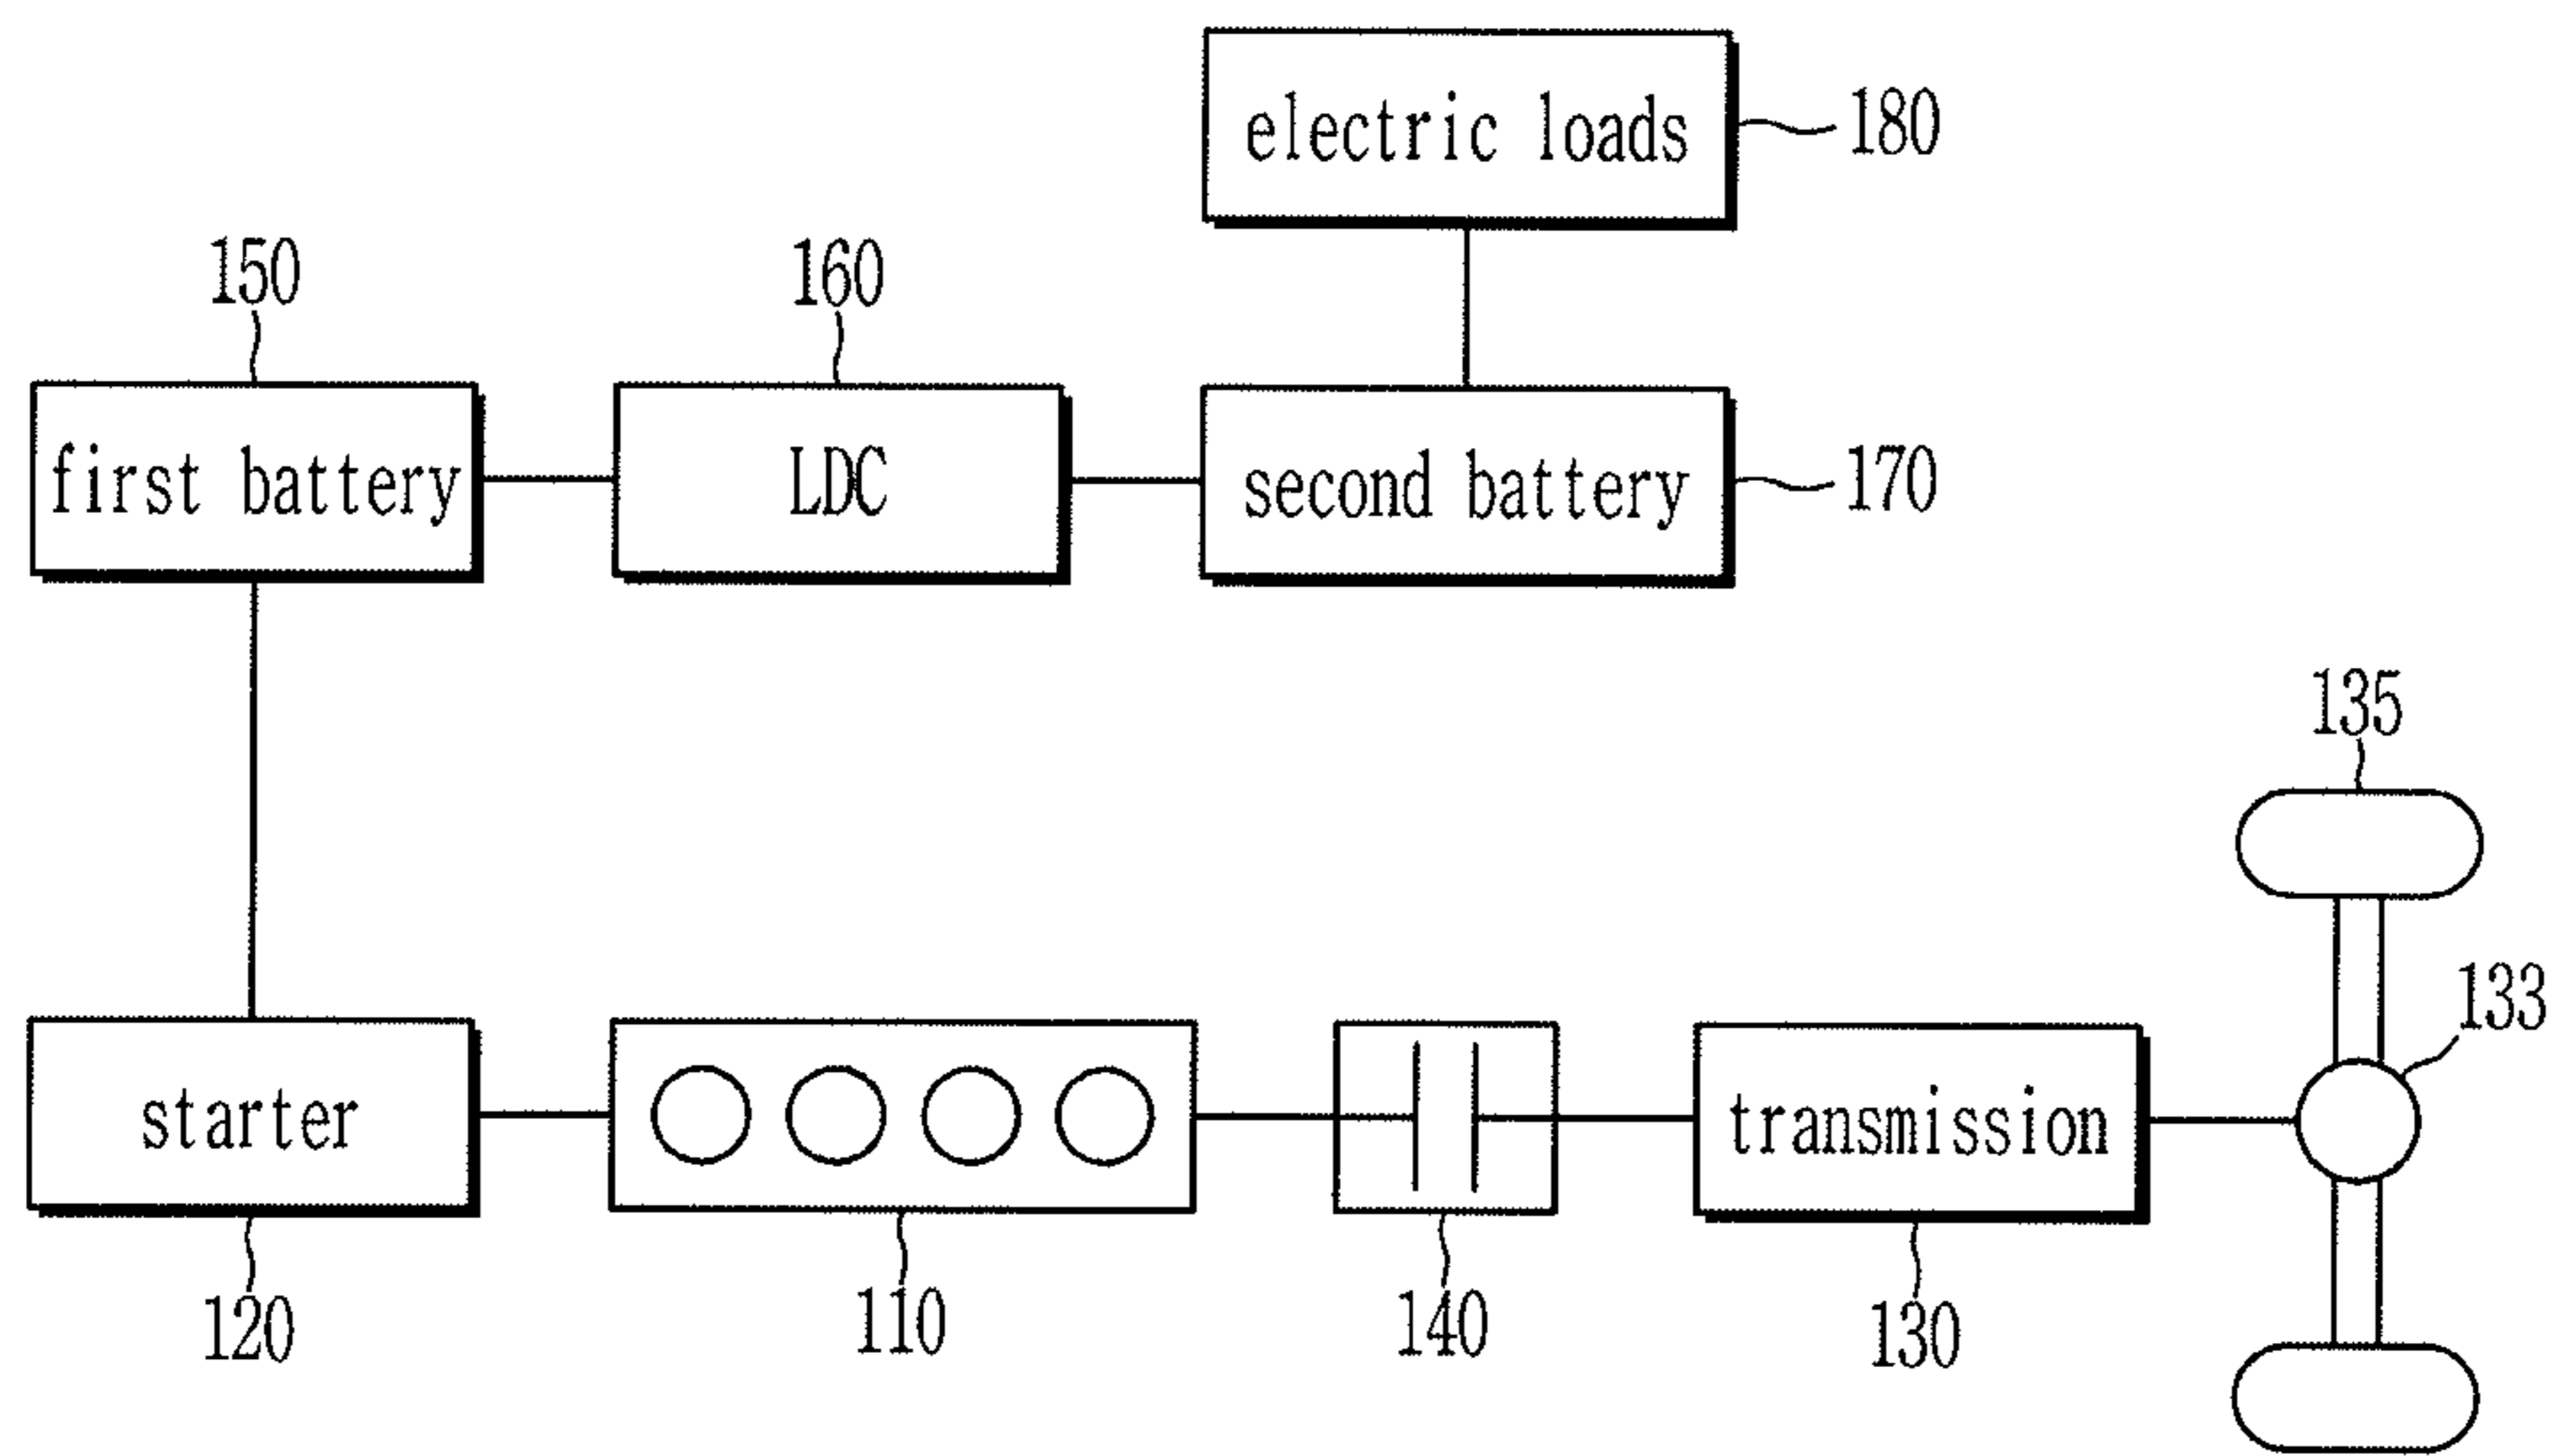 electric loads
180
150
160
first battery
LDC
second battery
170
135
133
starter
transmission
120
110
140
130